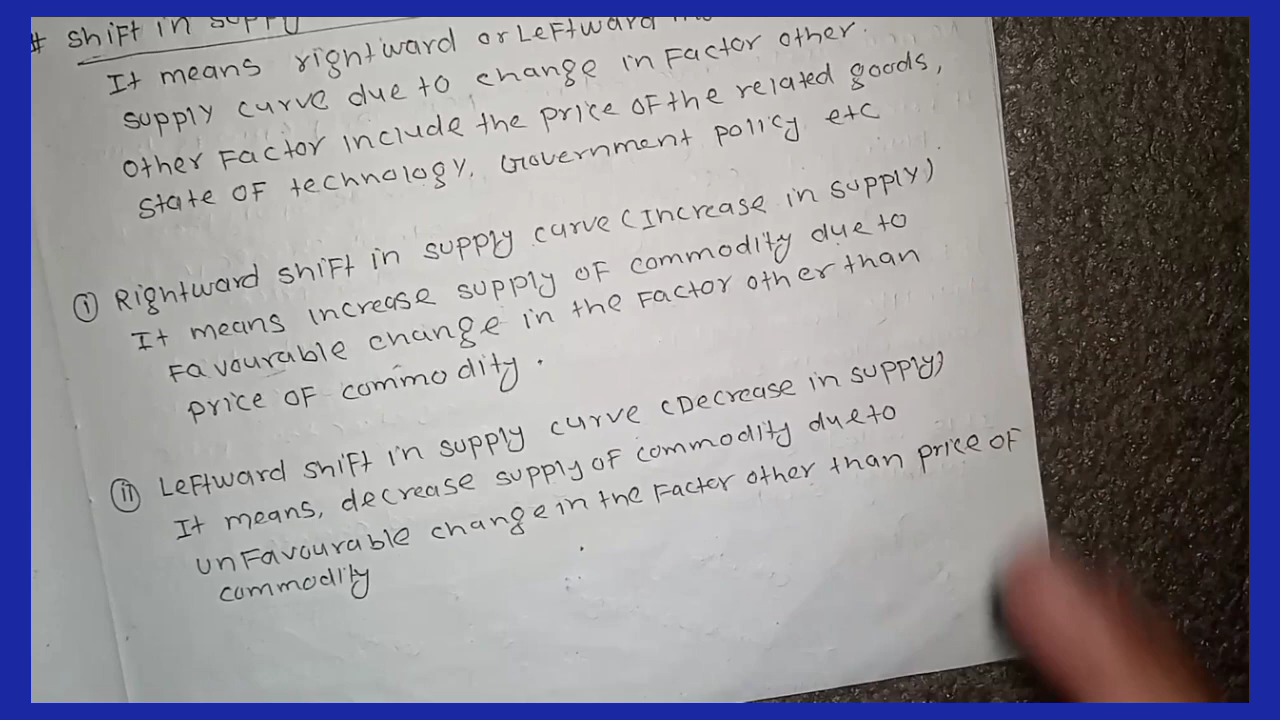 # Shift in supply
It means rightward or Leftward
supply curve due to change in Factor other.
Other Factor include the price of the related goods,
State of technology, Government policy etc
(i) Rightward shift in supply curve (Increase in supply)
It means increase supply of commodity due to
Favourable change in the Factor other than
price of commodity.
(ii) Leftward shift in supply curve (Decrease in supply)
It means, decrease supply of commodity due to
unFavourable change in the Factor other than price of
commodity